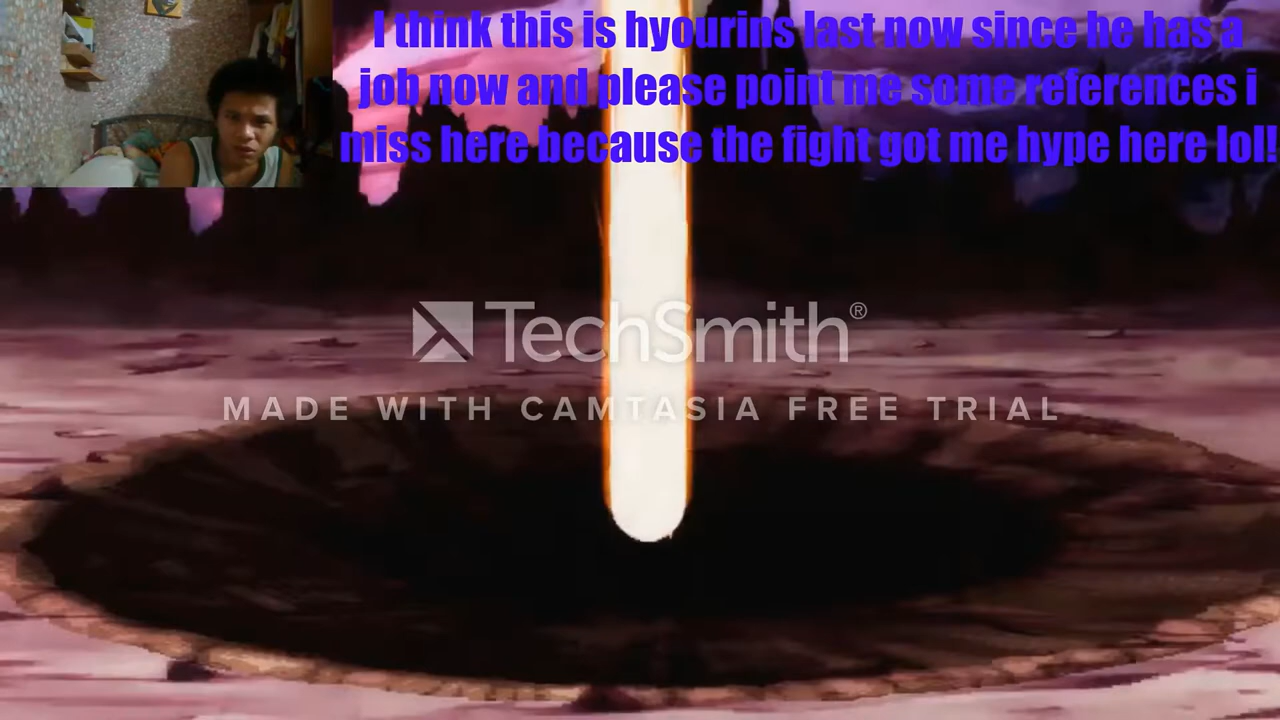 I think this is hyourins last now since he has a
job now and please point me some references i
miss here because the fight got me hype here lol!
TechSmith®
MADE WITH CAMTASIA FREE TRIAL